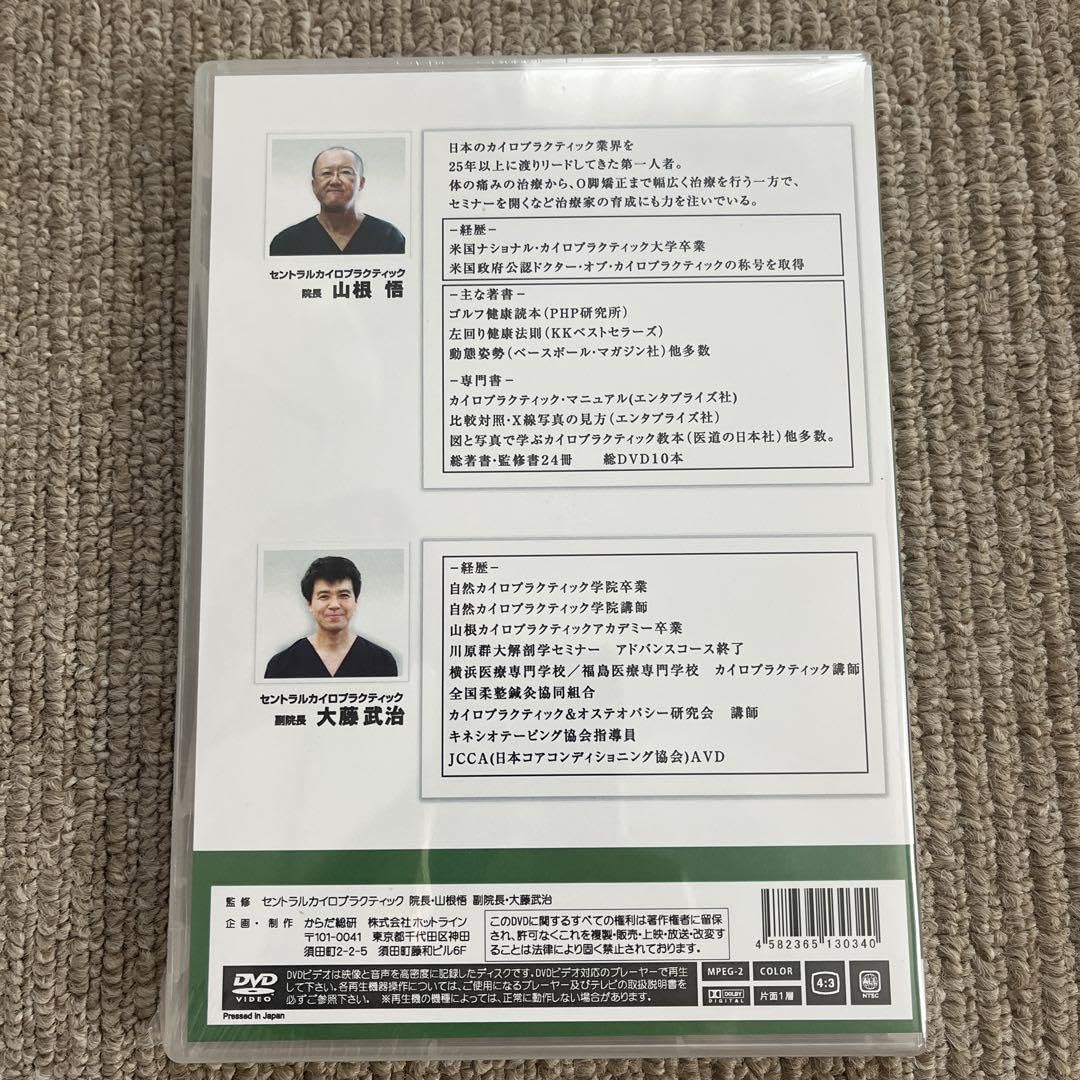 日本のカイロプラクティック業界を
25年以上に渡りリードしてきた第一人者。
体の痛みの治療から、O脚矯正まで幅広く治療を行う一方で、
セミナーを開くなど治療家の育成にも力を注いでいる。
－経歴－
米国ナショナル・カイロプラクティック大学卒業
米国政府公認ドクター・オブ・カイロプラクティックの称号を取得
セントラルカイロプラクティック
院長 山根 悟
－主な著書－
ゴルフ健康読本(PHP研究所)
左回り健康法則(KKベストセラーズ)
動態姿勢(ベースボール・マガジン社)他多数
－専門書－
カイロプラクティック・マニュアル(エンタプライズ社)
比較対照・X線写真の見方(エンタプライズ社)
図と写真で学ぶカイロプラクティック教本(医道の日本社)他多数。
総著書・監修書24冊 総DVD10本
－経歴－
自然カイロプラクティック学院卒業
自然カイロプラクティック学院講師
山根カイロプラクティックアカデミー卒業
川原群大解剖学セミナー アドバンスコース終了
横浜医療専門学校／福島医療専門学校 カイロプラクティック講師
全国柔整鍼灸協同組合
カイロプラクティック&オステオパシー研究会 講師
キネシオテーピング協会指導員
JCCA(日本コアコンディショニング協会)AVD
セントラルカイロプラクティック
副院長 大藤武治
監修 セントラルカイロプラクティック 院長・山根悟 副院長・大藤武治
企画・制作 からだ総研 株式会社ホットライン
〒101-0041 東京都千代田区神田
須田町2-2-5 須田町藤和ビル6F
このDVDに関するすべての権利は著作権者に留保
され、許可なくこれを複製・販売・上映・放送・改変す
ることは法律により固く禁止されております。
4 582365 130340
DVD VIDEO
DVDビデオは映像と音声を高密度に記録したディスクです。DVDビデオ対応のプレーヤーで再生
して下さい。各再生機器操作については、ご使用になるプレーヤー及びテレビの取扱説明書を
必ずご参照下さい。 ※再生機の機種によっては、正常に動作しない場合があります。
MPEG-2
COLOR
DOLBY DIGITAL
片面1層
4:3
ALL
NTSC
Pressed in Japan